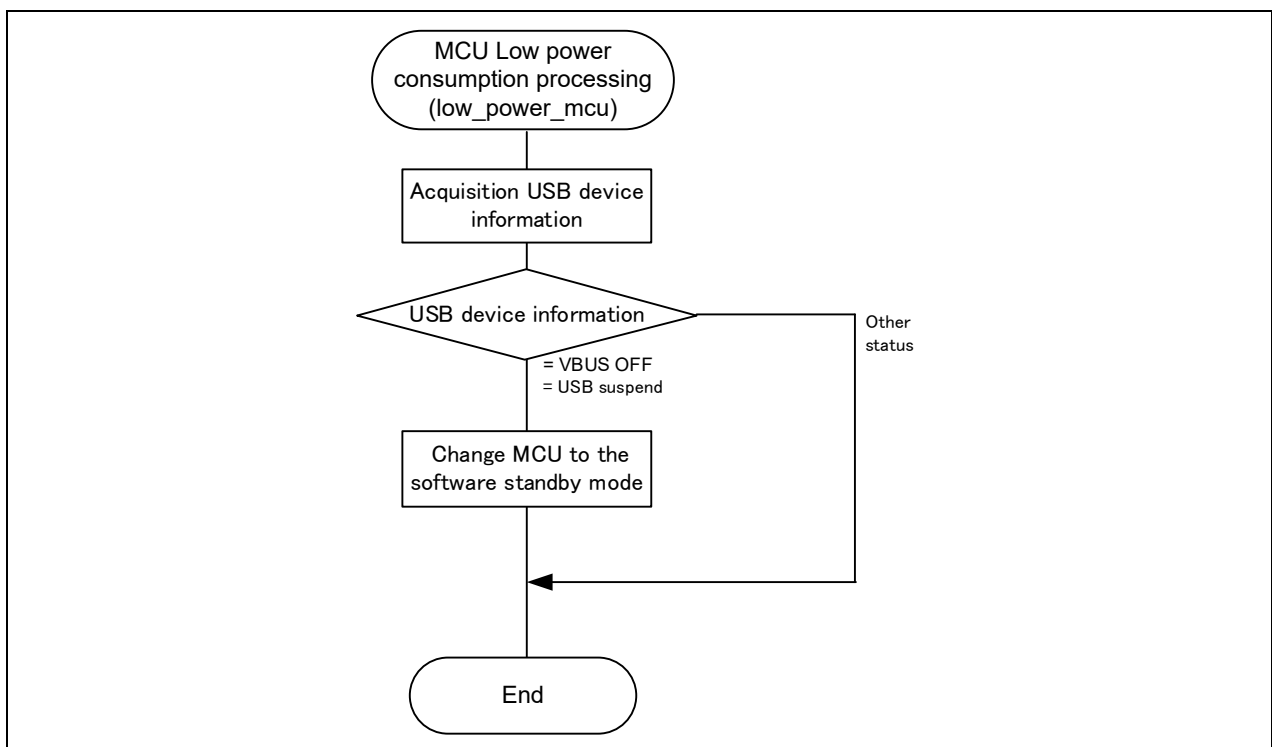 MCU Low power
consumption processing
(low_power_mcu)
Acquisition USB device
information
USB device information
Other
status
= VBUS OFF
= USB suspend
Change MCU to the
software standby mode
End